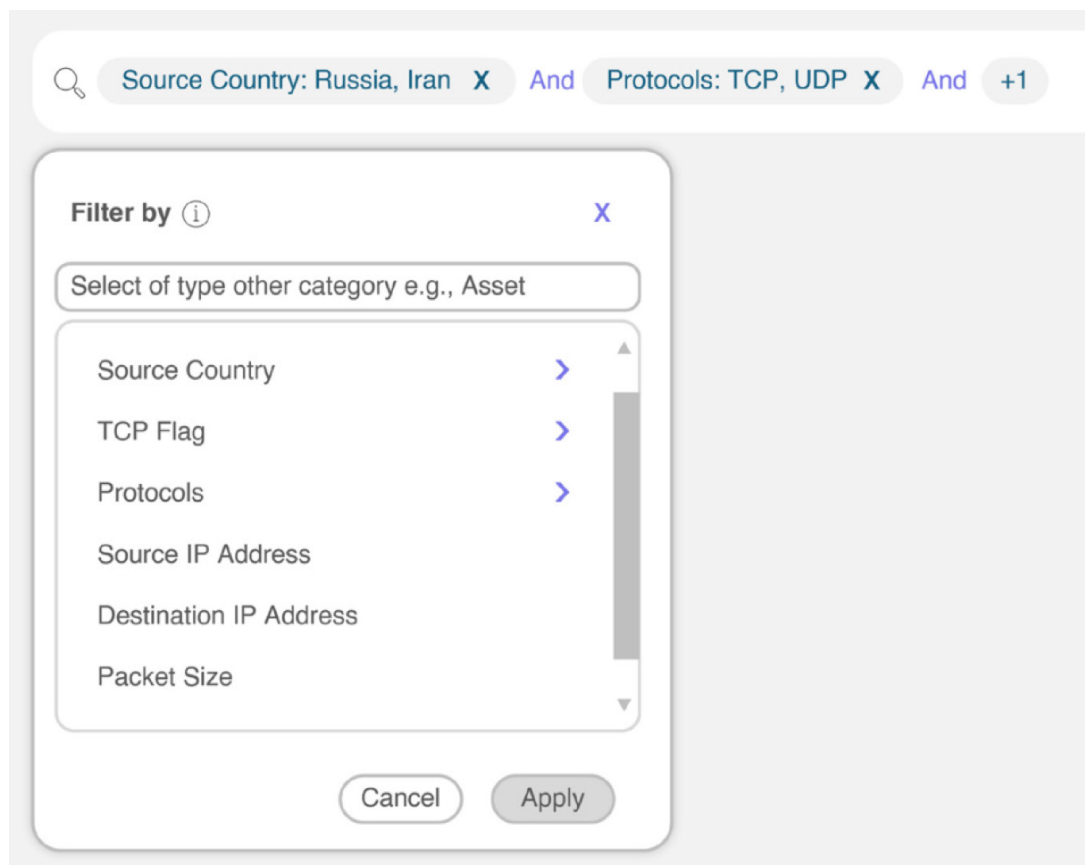 Source Country: Russia, Iran X And Protocols: TCP, UDP X And +1
Filter by i X
Select of type other category e.g., Asset
Source Country >
TCP Flag >
Protocols >
Source IP Address
Destination IP Address
Packet Size
Cancel Apply